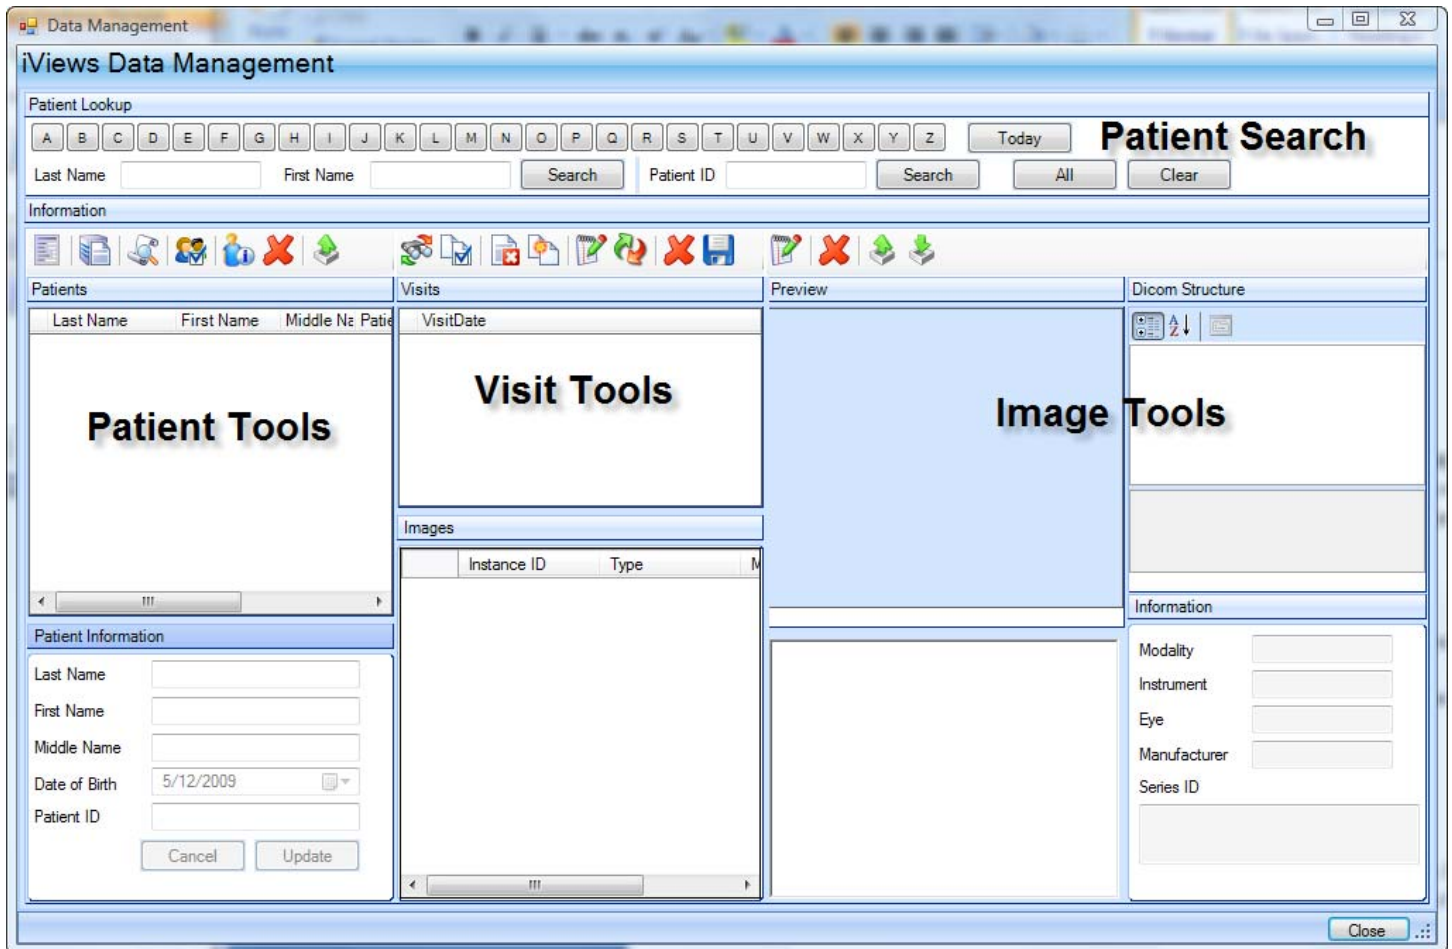 Data Management
iViews Data Management
Patient Lookup
A B C D E F G H I J K L M N O P Q R S T U V W X Y Z Today Patient Search
Last Name First Name Search Patient ID Search All Clear
Information
Patients Visits Preview Dicom Structure
Last Name First Name Middle Na Patie VisitDate
A
Z
Visit Tools
Image Tools
Patient Tools
Images
Instance ID Type M
Information
Patient Information
Modality
Last Name
Instrument
First Name
Eye
Middle Name
Manufacturer
Date of Birth 5/12/2009
Series ID
Patient ID
Cancel Update
Close